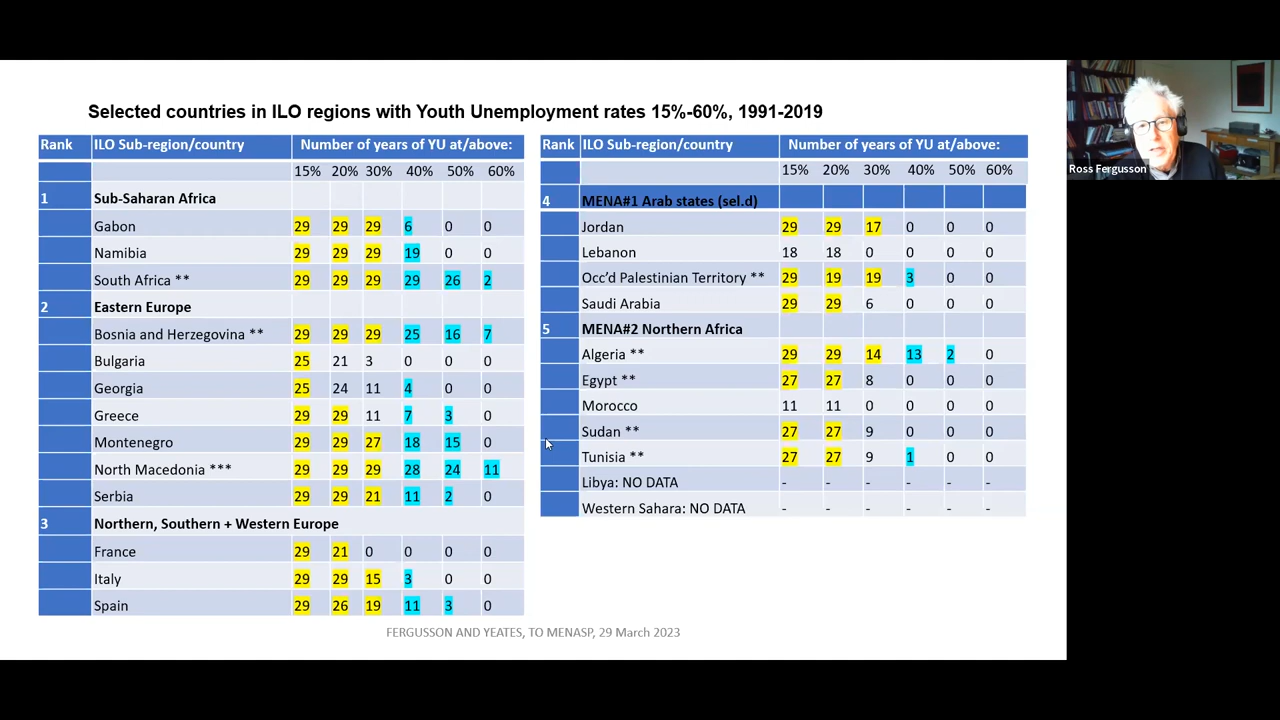 Selected countries in ILO regions with Youth Unemployment rates 15%-60%, 1991-2019
Rank ILO Sub-region/country Number of years of YU at/above:
15% 20% 30% 40% 50% 60%
1 Sub-Saharan Africa
Gabon 29 29 29 6 0 0
Namibia 29 29 29 19 0 0
South Africa ** 29 29 29 29 26 2
2 Eastern Europe
Bosnia and Herzegovina ** 29 29 29 25 16 7
Bulgaria 25 21 3 0 0 0
Georgia 25 24 11 4 0 0
Greece 29 29 11 7 3 0
Montenegro 29 29 27 18 15 0
North Macedonia *** 29 29 29 28 24 11
Serbia 29 29 21 11 2 0
3 Northern, Southern + Western Europe
France 29 21 0 0 0 0
Italy 29 29 15 3 0 0
Spain 29 26 19 11 3 0
Rank ILO Sub-region/country Number of years of YU at/above:
15% 20% 30% 40% 50% 60%
4 MENA#1 Arab states (sel.d)
Jordan 29 29 17 0 0 0
Lebanon 18 18 0 0 0 0
Occ'd Palestinian Territory ** 29 19 19 3 0 0
Saudi Arabia 29 29 6 0 0 0
5 MENA#2 Northern Africa
Algeria ** 29 29 14 13 2 0
Egypt ** 27 27 8 0 0 0
Morocco 11 11 0 0 0 0
Sudan ** 27 27 9 0 0 0
Tunisia ** 27 27 9 1 0 0
Libya: NO DATA - - - - - -
Western Sahara: NO DATA - - - - - -
FERGUSSON AND YEATES, TO MENASP, 29 March 2023
Ross Fergusson